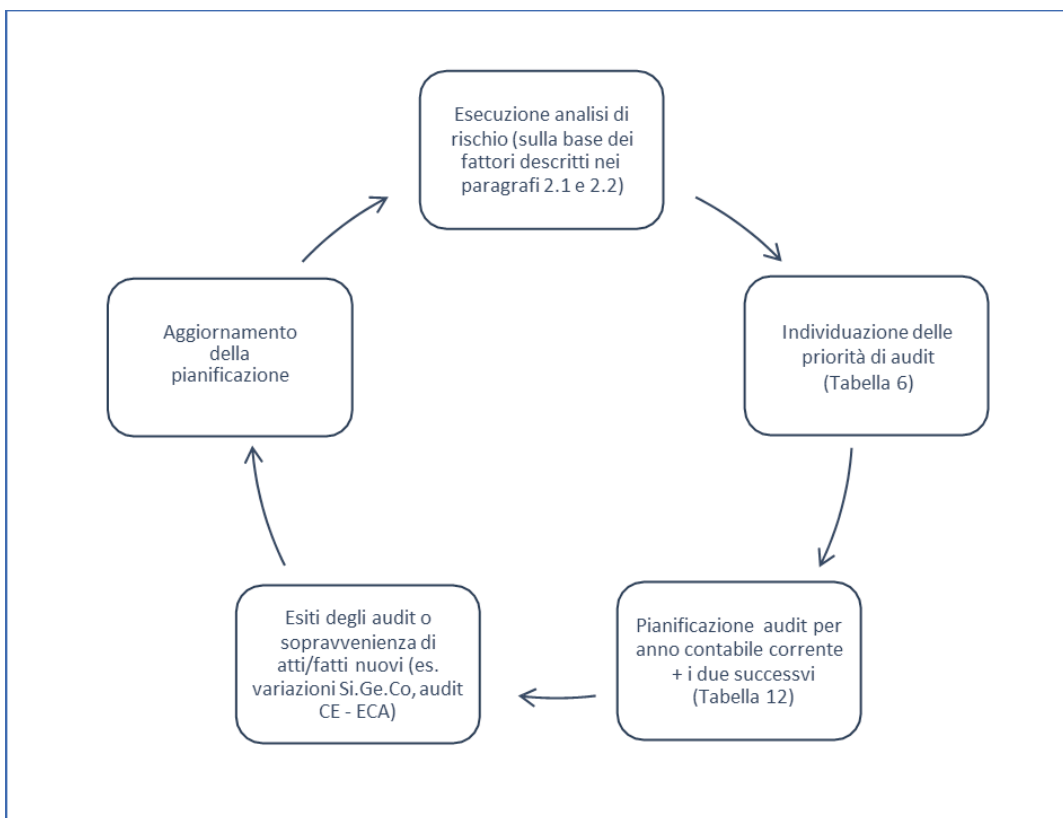 Esecuzione analisi di
rischio (sulla base dei
fattori descritti nei
paragrafi 2.1 e 2.2)
Individuazione delle
priorità di audit
(Tabella 6)
Pianificazione audit per
anno contabile corrente
+ i due successvi
(Tabella 12)
Esiti degli audit o
sopravvenienza di
atti/fatti nuovi (es.
variazioni Si.Ge.Co, audit
CE - ECA)
Aggiornamento
della
pianificazione